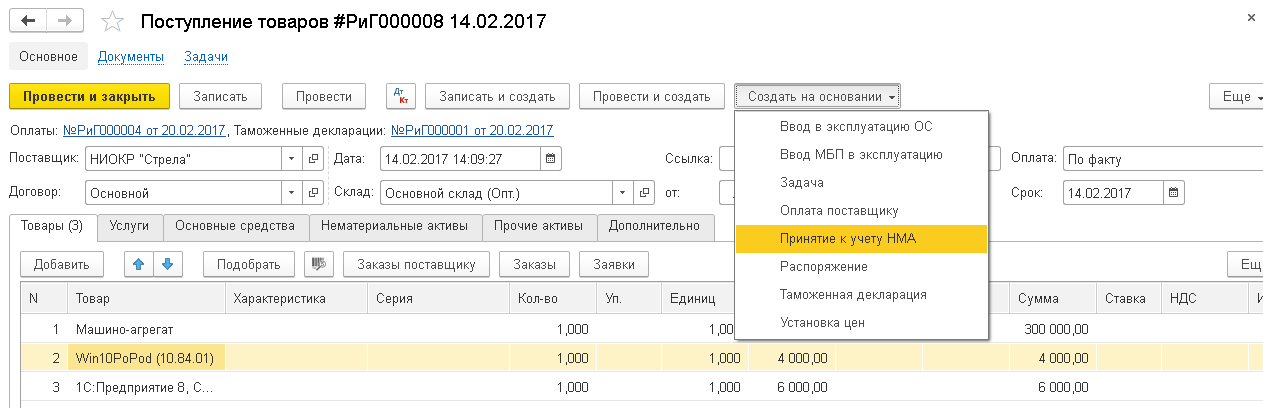 Поступление товаров #РиГ000008 14.02.2017
Основное Документы Задачи
Провести и закрыть Записать Провести Дт Кт Записать и создать Провести и создать Создать на основании Еще
Оплаты: №РиГ000004 от 20.02.2017, Таможенные декларации: №РиГ000001 от 20.02.2017
Поставщик: НИОКР "Стрела" Дата: 14.02.2017 14:09:27 Ссылка: Оплата: По факту
Договор: Основной Склад: Основной склад (Опт.) от: Срок: 14.02.2017
Ввод в эксплуатацию ОС
Ввод МБП в эксплуатацию
Задача
Оплата поставщику
Принятие к учету НМА
Распоряжение
Таможенная декларация
Установка цен
Товары (3) Услуги Основные средства Нематериальные активы Прочие активы Дополнительно
Добавить Подобрать Заказы поставщику Заказы Заявки Ещ
N Товар Характеристика Серия Кол-во Уп. Единиц Сумма Ставка НДС
1 Машино-агрегат 1,000 1,00 300 000,00
2 Win10PoPod (10.84.01) 1,000 1,000 4 000,00 4 000,00
3 1С:Предприятие 8, С... 1,000 1,000 6 000,00 6 000,00